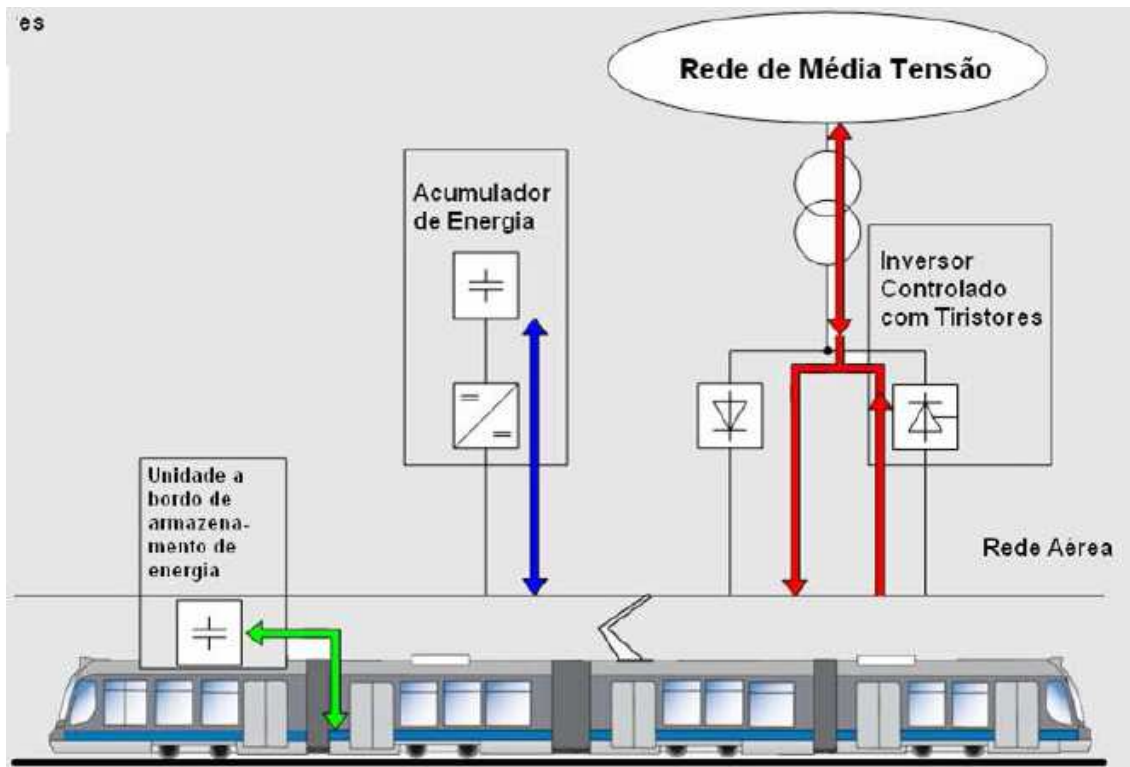 es
Rede de Média Tensão
Acumulador
de Energia
Inversor
Controlado
com Tiristores
Unidade a
bordo de
armazena-
mento de
energia
Rede Aérea